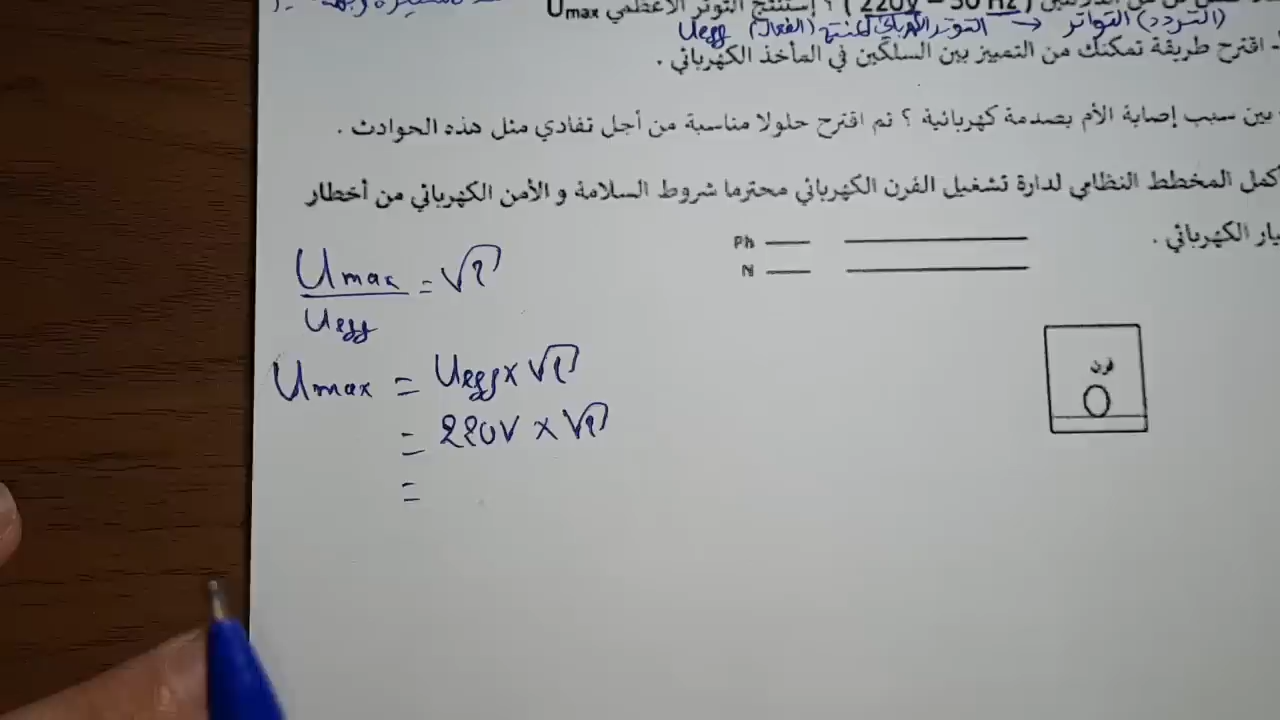 ( 220v – 50 Hz ) ؟ إستنتج التوتر الأعظمي Umax
(التردد) التواتر → التوتر الكهربائي المنتج (الفعال) Ueff
- اقترح طريقة تمكنك من التمييز بين السلكين في المأخذ الكهربائي .
بين سبب إصابة الأم بصدمة كهربائية ؟ ثم اقترح حلولا مناسبة من أجل تفادي مثل هذه الحوادث .
كمل المخطط النظامي لدارة تشغيل الفرن الكهربائي محترما شروط السلامة و الأمن الكهربائي من أخطار
يار الكهربائي .
Ph
N
Umax / Ueff = √2
Umax = Ueff × √2
= 220V × √2
=
فرن